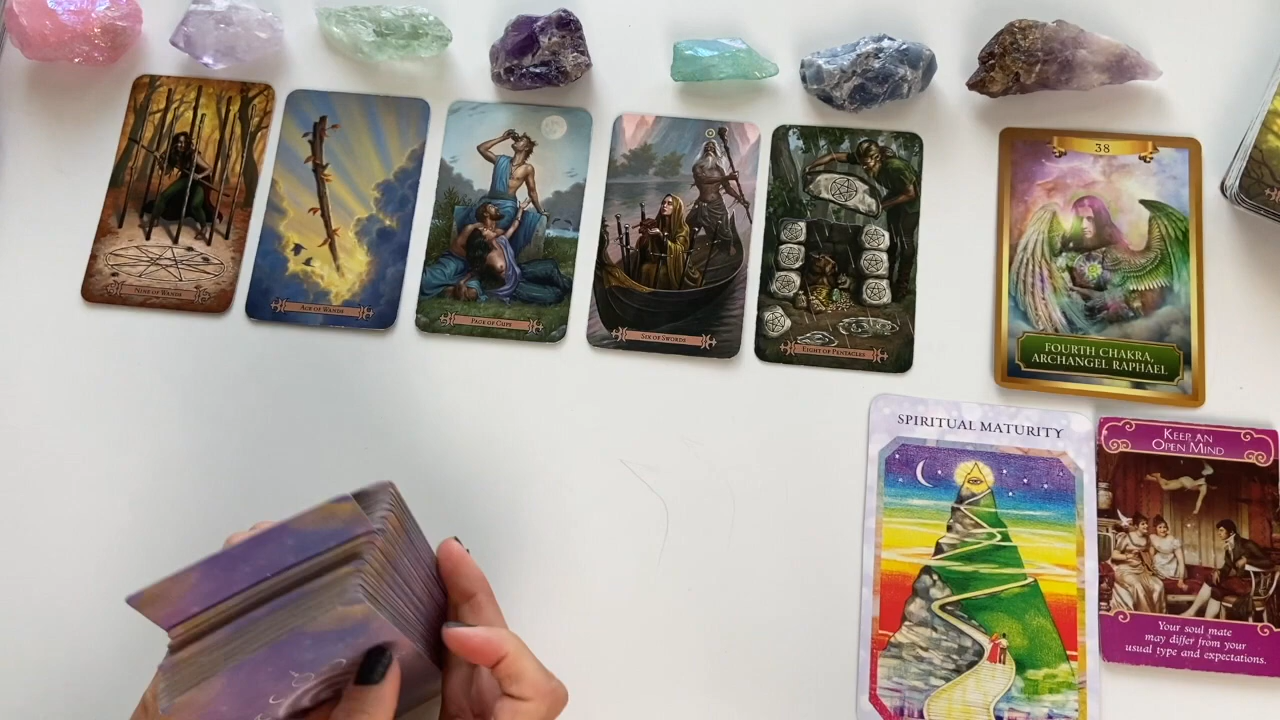 NINE OF WANDS
ACE OF WANDS
PAGE OF CUPS
SIX OF SWORDS
EIGHT OF PENTACLES
38
FOURTH CHAKRA,
ARCHANGEL RAPHAEL
SPIRITUAL MATURITY
KEEP AN
OPEN MIND
Your soul mate
may differ from your
usual type and expectations.